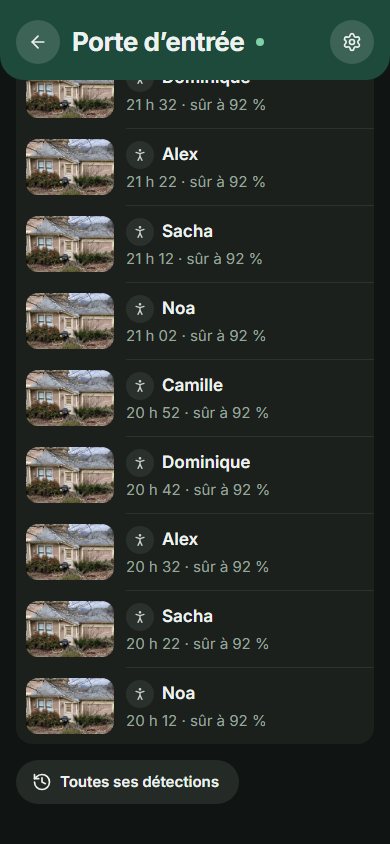 Porte d’entrée
Dominique
21 h 32 · sûr à 92 %
Alex
21 h 22 · sûr à 92 %
Sacha
21 h 12 · sûr à 92 %
Noa
21 h 02 · sûr à 92 %
Camille
20 h 52 · sûr à 92 %
Dominique
20 h 42 · sûr à 92 %
Alex
20 h 32 · sûr à 92 %
Sacha
20 h 22 · sûr à 92 %
Noa
20 h 12 · sûr à 92 %
Toutes ses détections